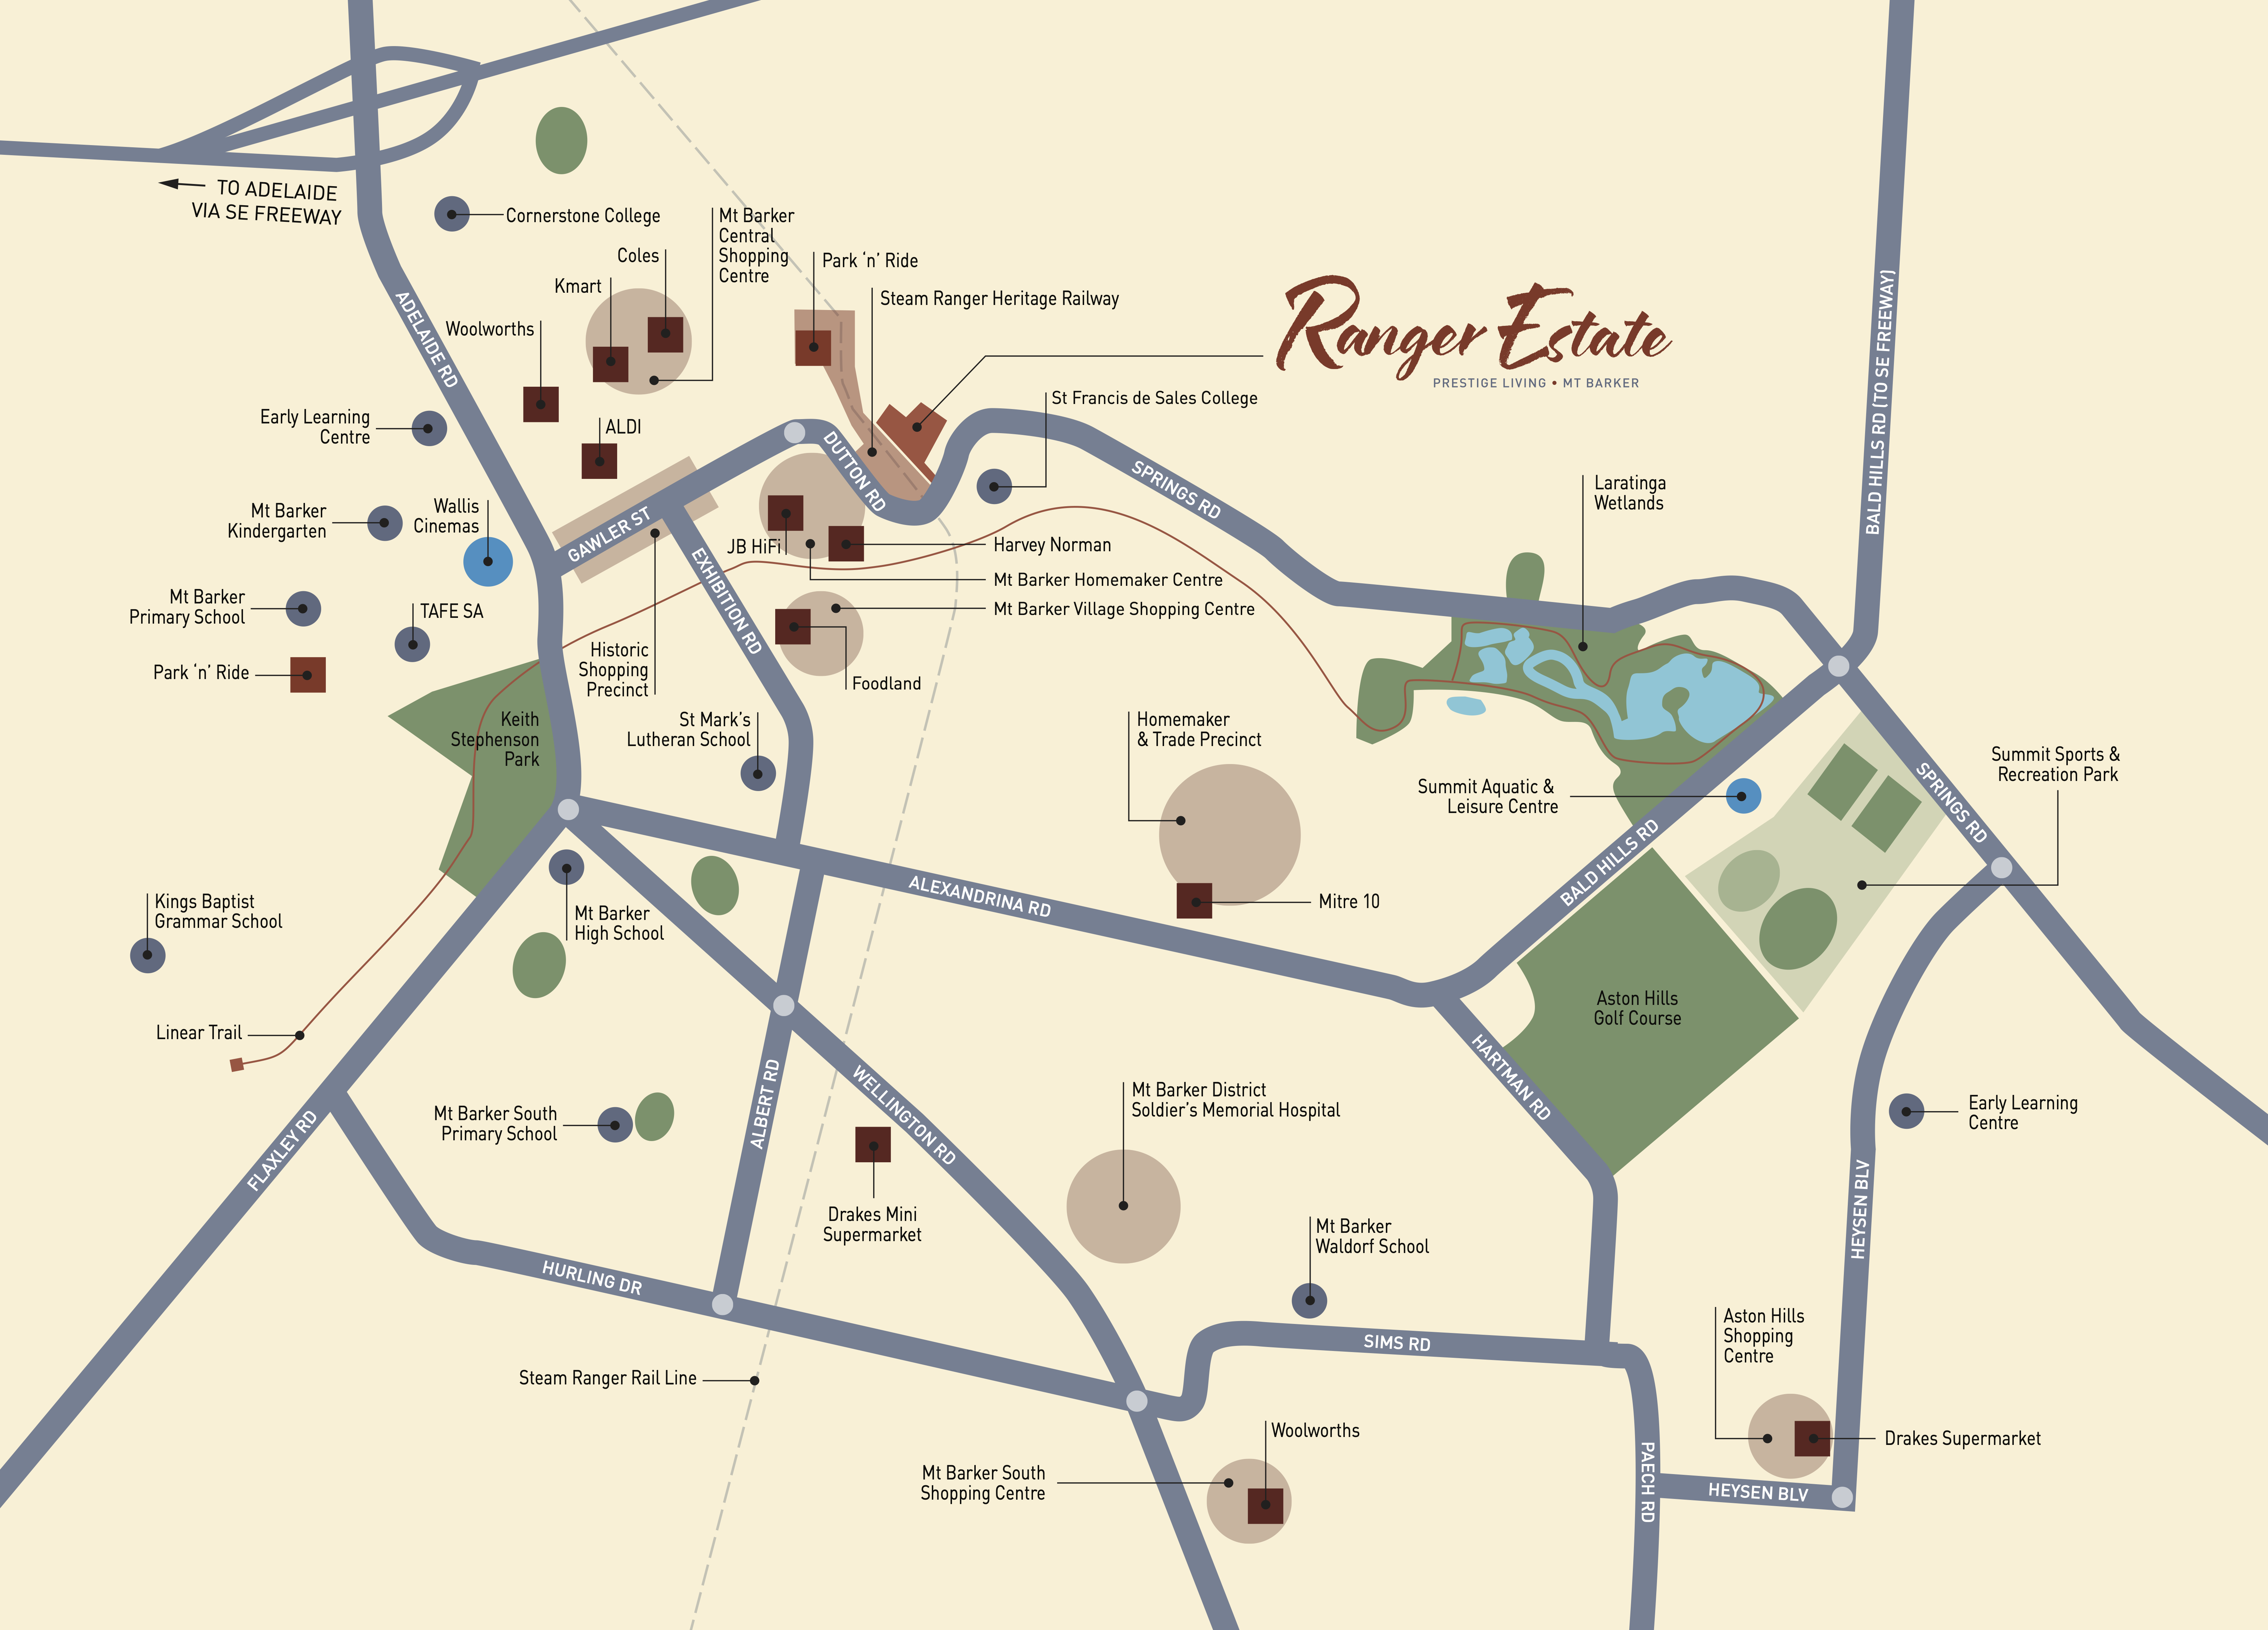 TO ADELAIDE
VIA SE FREEWAY
Cornerstone College
Mt Barker
Central
Shopping
Centre
Coles
Kmart
Woolworths
Park ‘n’ Ride
Steam Ranger Heritage Railway
Ranger Estate
PRESTIGE LIVING • MT BARKER
ADELAIDE RD
BALD HILLS RD (TO SE FREEWAY)
Early Learning
Centre
ALDI
St Francis de Sales College
DUTTON RD
SPRINGS RD
Laratinga
Wetlands
Mt Barker
Kindergarten
Wallis
Cinemas
GAWLER ST
JB HiFi
Harvey Norman
EXHIBITION RD
Mt Barker Homemaker Centre
Mt Barker Village Shopping Centre
Mt Barker
Primary School
TAFE SA
Historic
Shopping
Precinct
Foodland
Park ‘n’ Ride
Keith
Stephenson
Park
St Mark’s
Lutheran School
Homemaker
& Trade Precinct
Summit Aquatic &
Leisure Centre
Summit Sports &
Recreation Park
SPRINGS RD
BALD HILLS RD
Kings Baptist
Grammar School
Mt Barker
High School
ALEXANDRINA RD
Mitre 10
Aston Hills
Golf Course
Linear Trail
HARTMAN RD
Mt Barker South
Primary School
FLAXLEY RD
ALBERT RD
WELLINGTON RD
Mt Barker District
Soldier’s Memorial Hospital
Early Learning
Centre
Drakes Mini
Supermarket
Mt Barker
Waldorf School
HEYSEN BLV
HURLING DR
SIMS RD
Aston Hills
Shopping
Centre
Steam Ranger Rail Line
Woolworths
Drakes Supermarket
Mt Barker South
Shopping Centre
PAECH RD
HEYSEN BLV